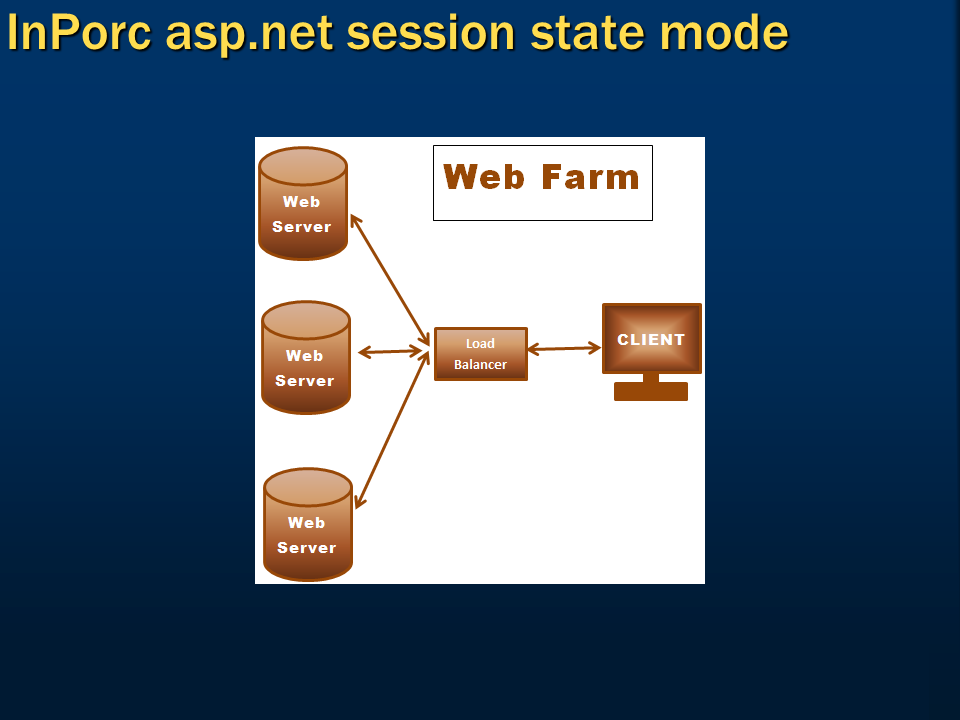 InPorc asp.net session state mode
Web Farm
Web
Server
Web
Server
Load
Balancer
CLIENT
Web
Server